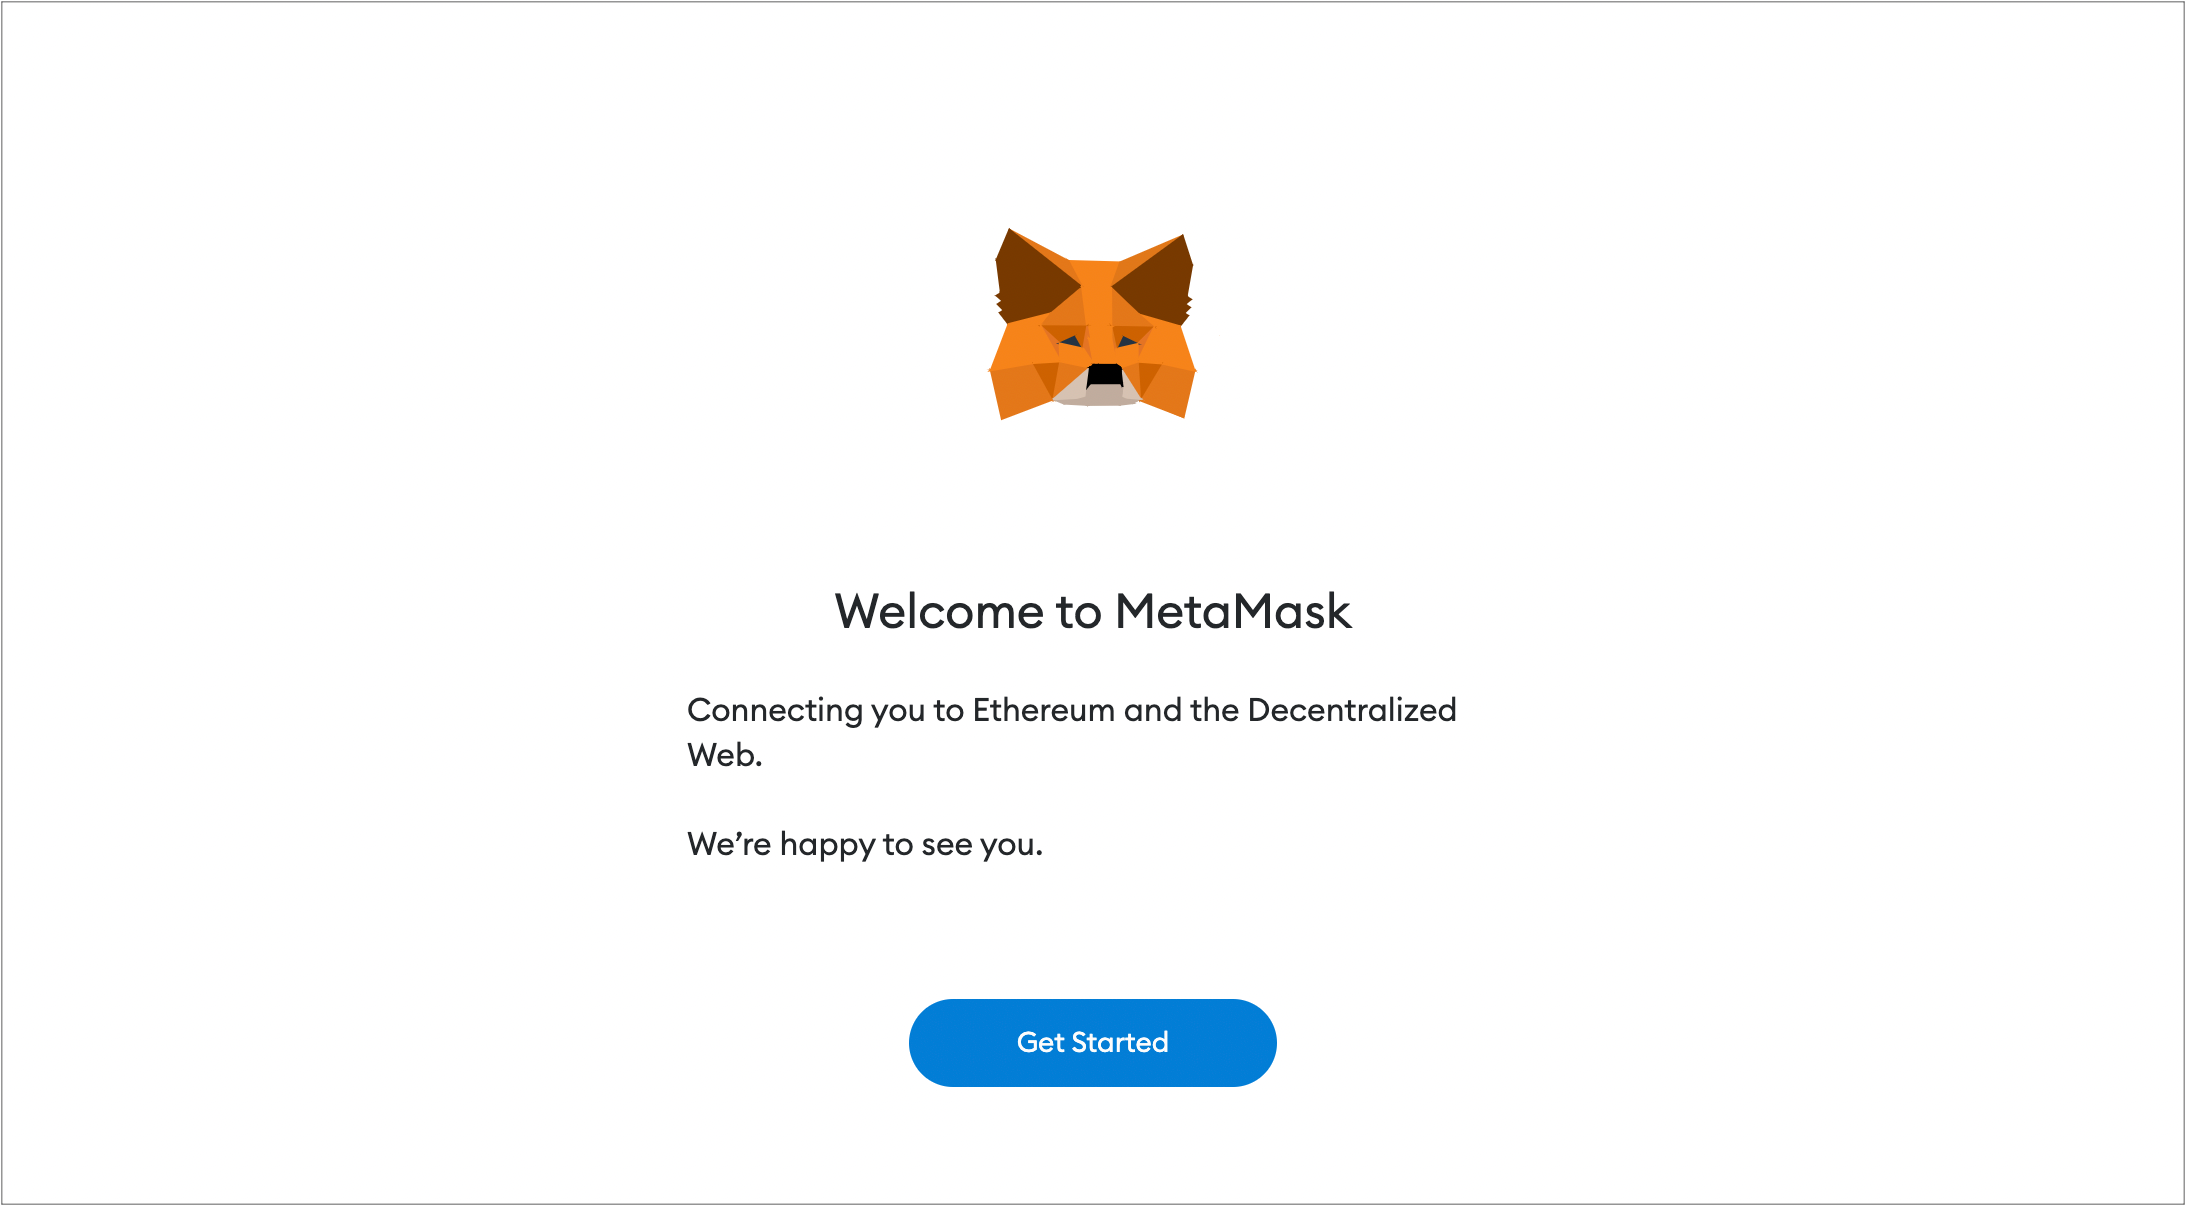 Welcome to MetaMask
Connecting you to Ethereum and the Decentralized
Web.
We’re happy to see you.
Get Started